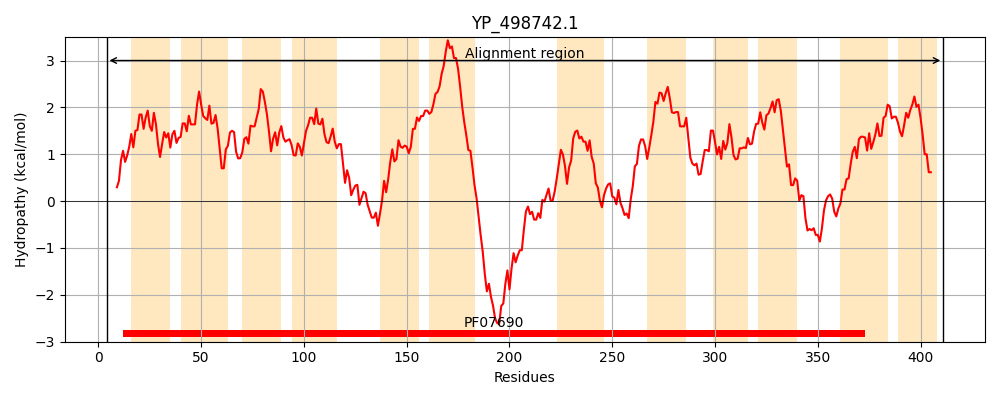 YP_498742.1
Alignment region
Hydropathy (kcal/mol)
3
2
1
0
−1
−2
−3
PF07690
0 50 100 150 200 250 300 350 400
Residues